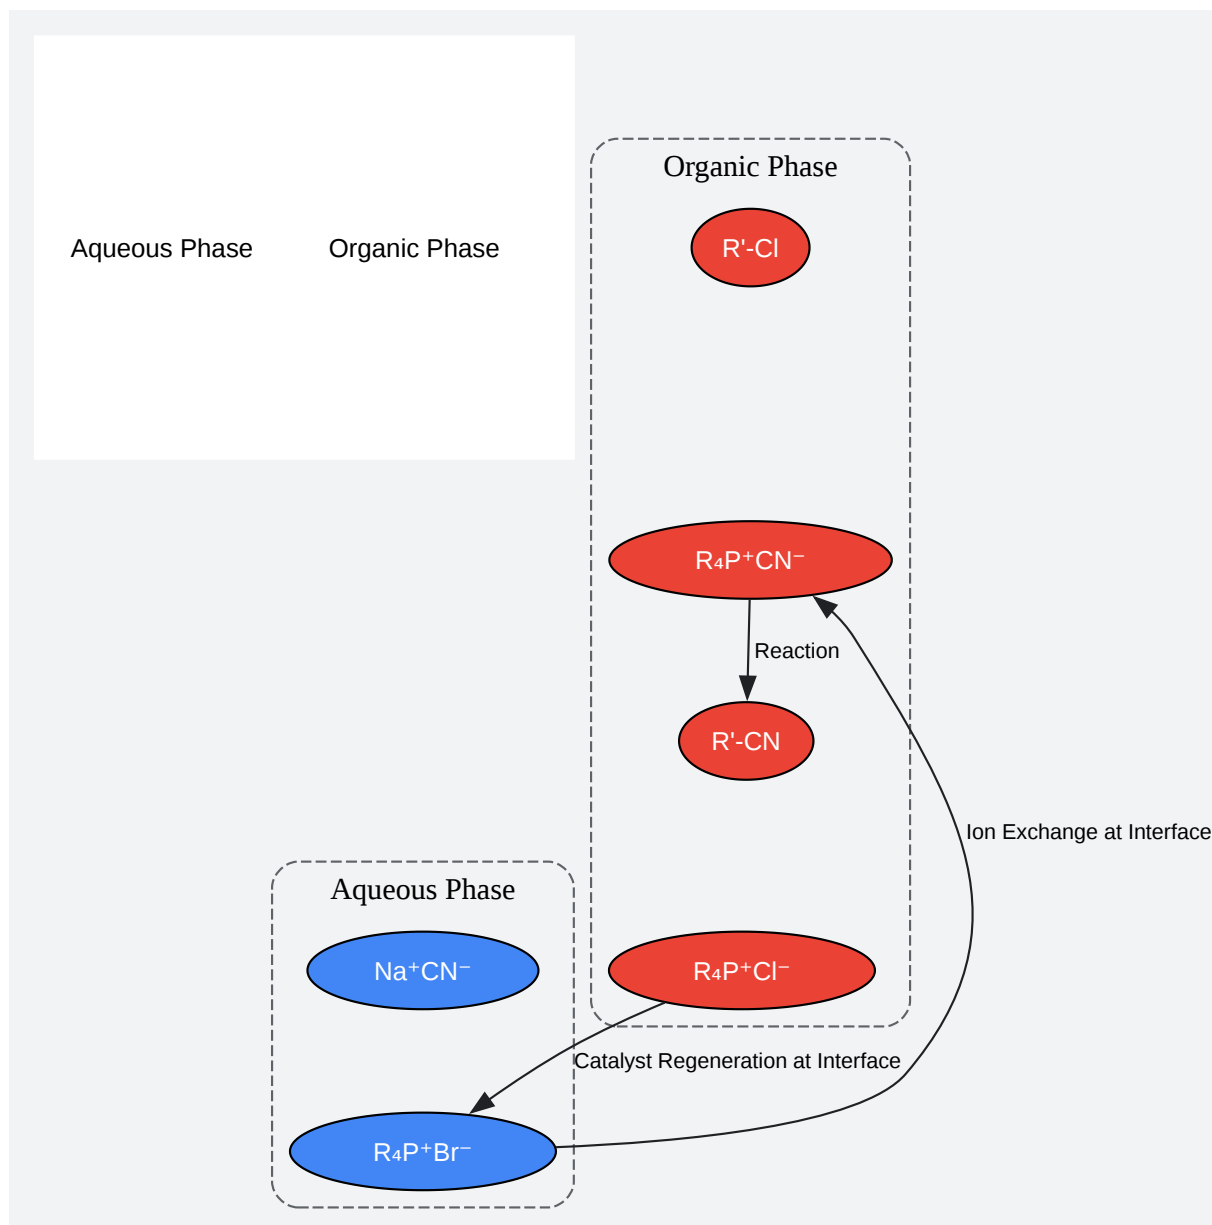 Organic Phase
Aqueous Phase
Organic Phase
R'-Cl
R₄P⁺CN⁻
Reaction
R'-CN
Ion Exchange at Interface
Aqueous Phase
Na⁺CN⁻
R₄P⁺Cl⁻
Catalyst Regeneration at Interface
R₄P⁺Br⁻